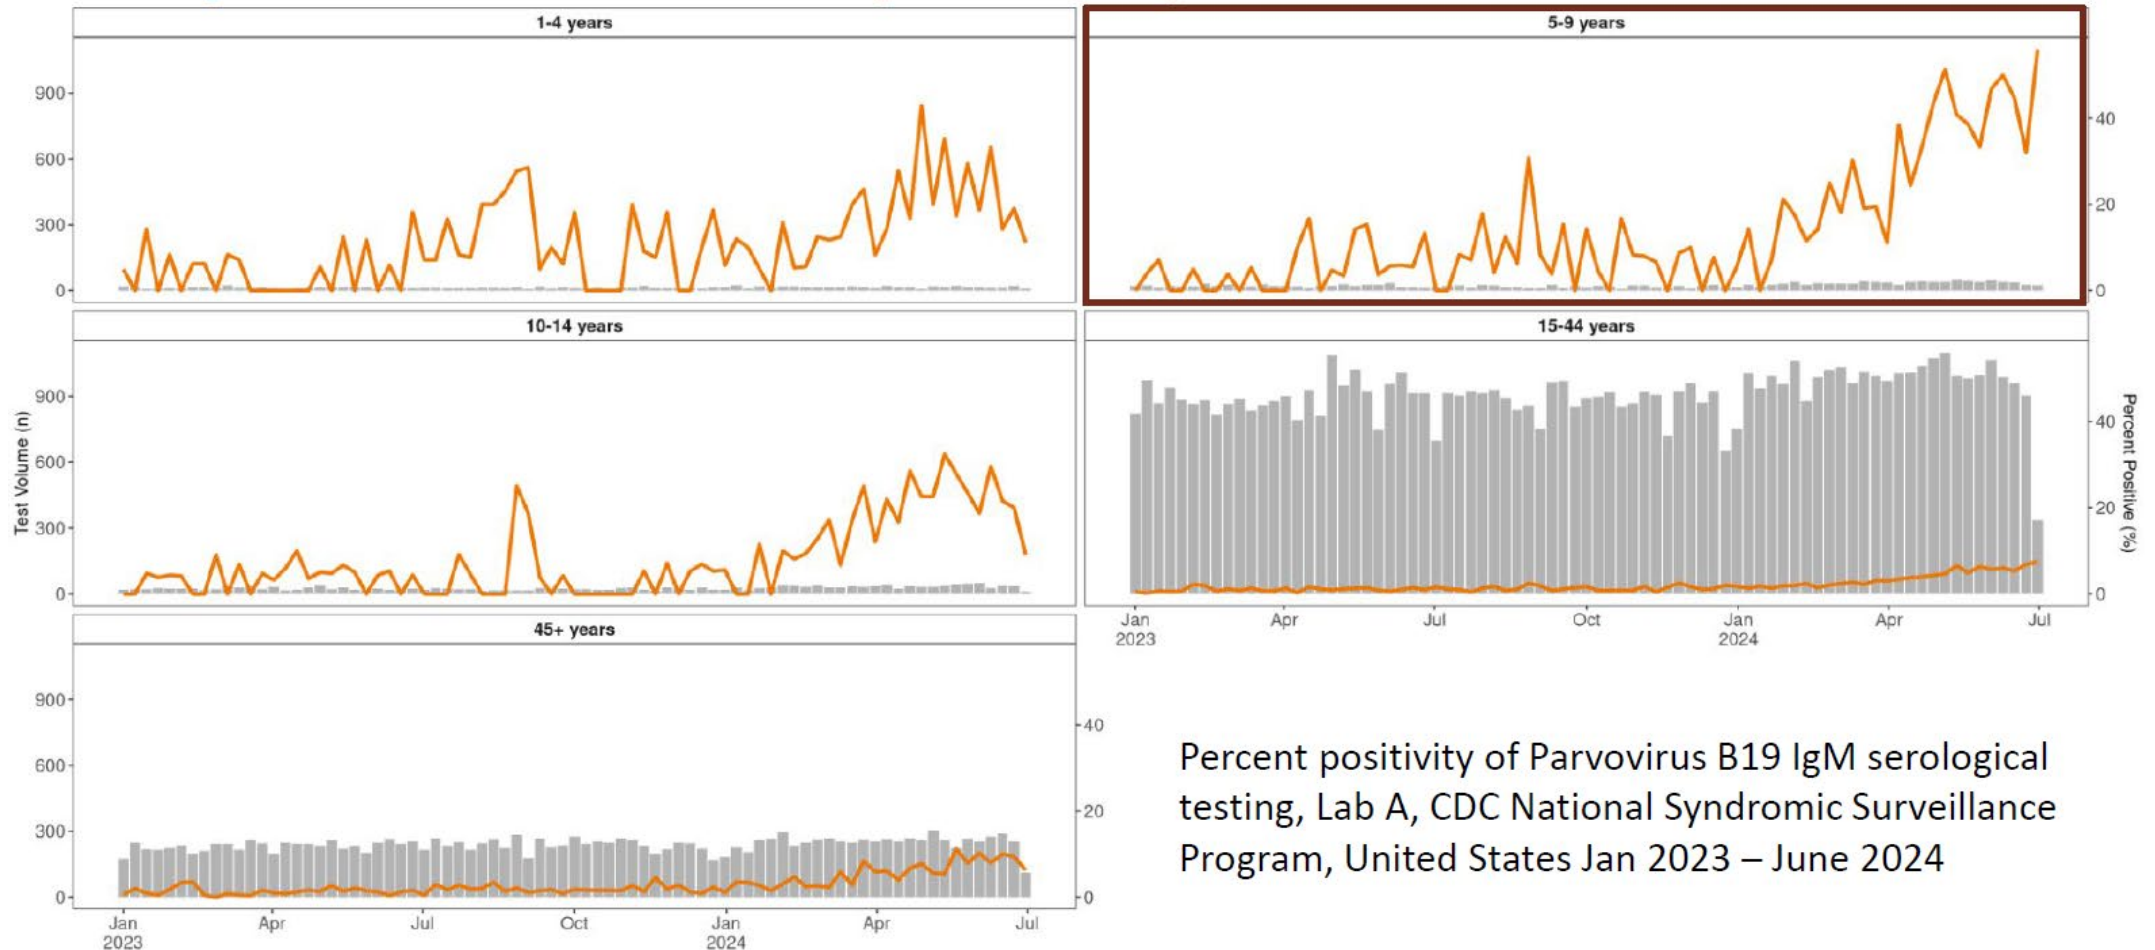 1-4 years
5-9 years
900
600
300
0
40
20
0
10-14 years
15-44 years
Test Volume (n)
900
600
300
0
40
20
0
Percent Positive (%)
Jan
2023
Apr
Jul
Oct
Jan
2024
Apr
Jul
45+ years
900
600
300
0
40
20
0
Jan
2023
Apr
Jul
Oct
Jan
2024
Apr
Jul
Percent positivity of Parvovirus B19 IgM serological
testing, Lab A, CDC National Syndromic Surveillance
Program, United States Jan 2023 – June 2024